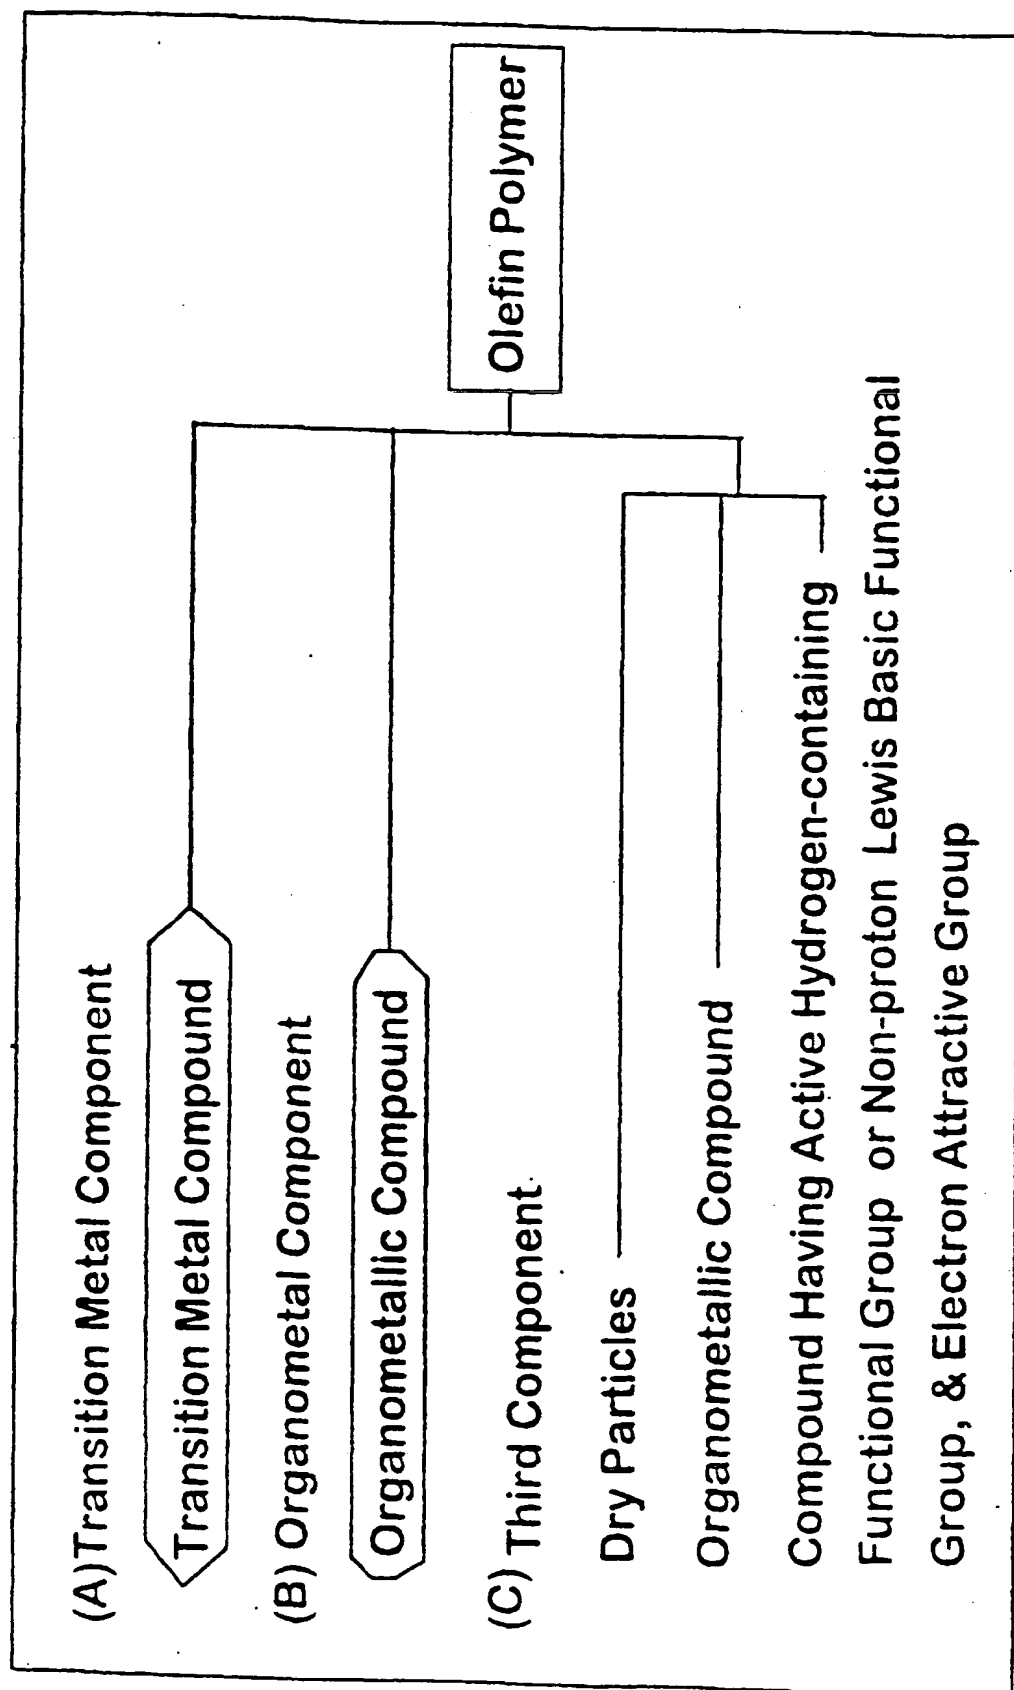 (A)Transition Metal Component
Transition Metal Compound
(B) Organometal Component
Organometallic Compound
Olefin Polymer
(C) Third Component
Dry Particles
Organometallic Compound
Compound Having Active Hydrogen-containing
Functional Group or Non-proton Lewis Basic Functional
Group, & Electron Attractive Group